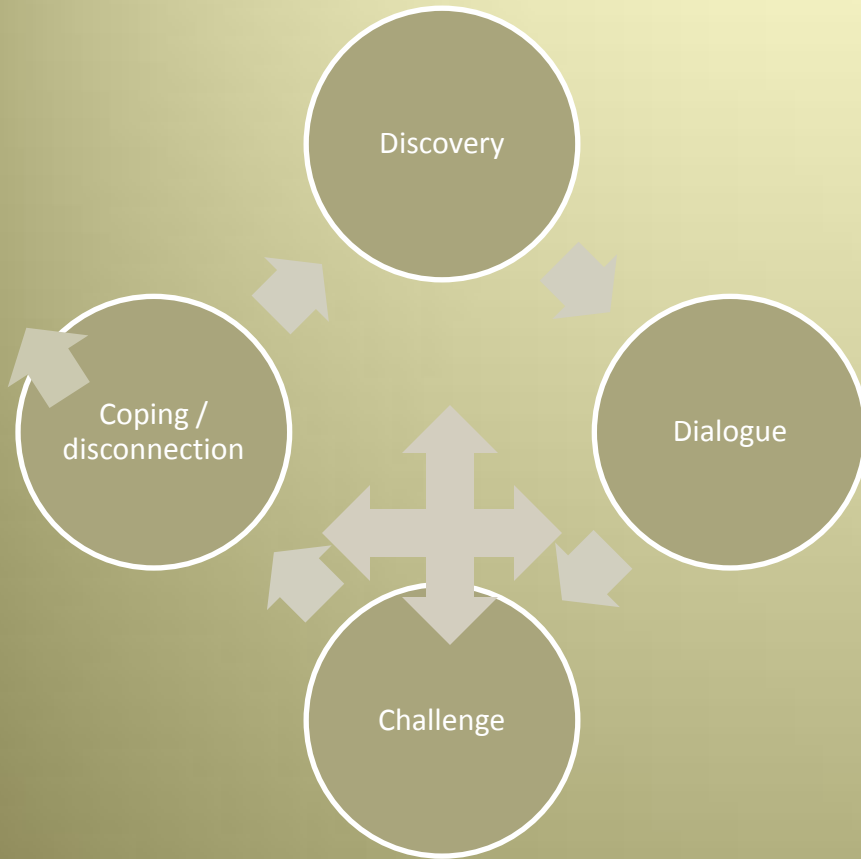 Discovery
Coping /
disconnection
Dialogue
Challenge